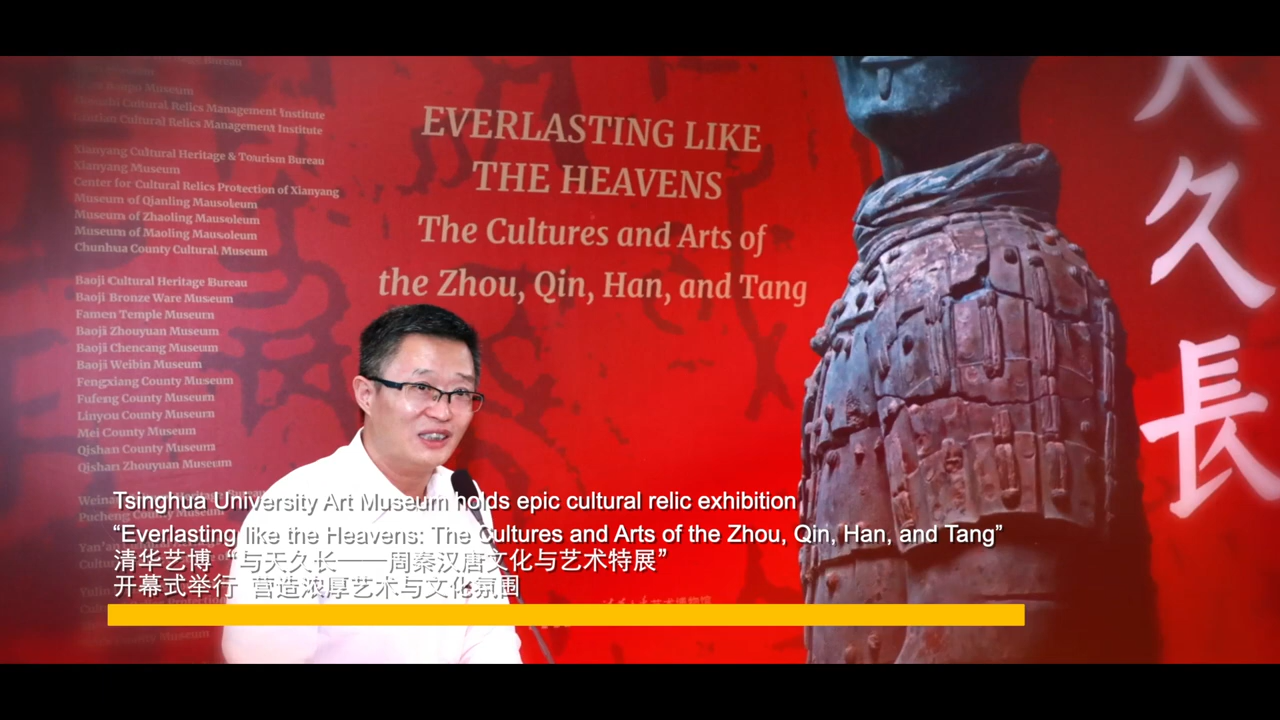 Cultural Relics Management Institute
Cultural Relics Management Institute
Xianyang Cultural Heritage & Tourism Bureau
Xianyang Museum
Center for Cultural Relics Protection of Xianyang
Museum of Qianling Mausoleum
Museum of Zhaoling Mausoleum
Museum of Maoling Mausoleum
Chunhua County Cultural Museum
Baoji Cultural Heritage Bureau
Baoji Bronze Ware Museum
Famen Temple Museum
Baoji Zhouyuan Museum
Baoji Chencang Museum
Baoji Weibin Museum
Fengxiang County Museum
Fufeng County Museum
Linyou County Museum
Mei County Museum
Qishan County Museum
Qishan Zhouyuan Museum
Pucheng County
EVERLASTING LIKE
THE HEAVENS
The Cultures and Arts of
the Zhou, Qin, Han, and Tang
久長
Tsinghua University Art Museum holds epic cultural relic exhibition
“Everlasting like the Heavens: The Cultures and Arts of the Zhou, Qin, Han, and Tang”
清华艺博 “与天久长——周秦汉唐文化与艺术特展”
开幕式举行 营造浓厚艺术与文化氛围